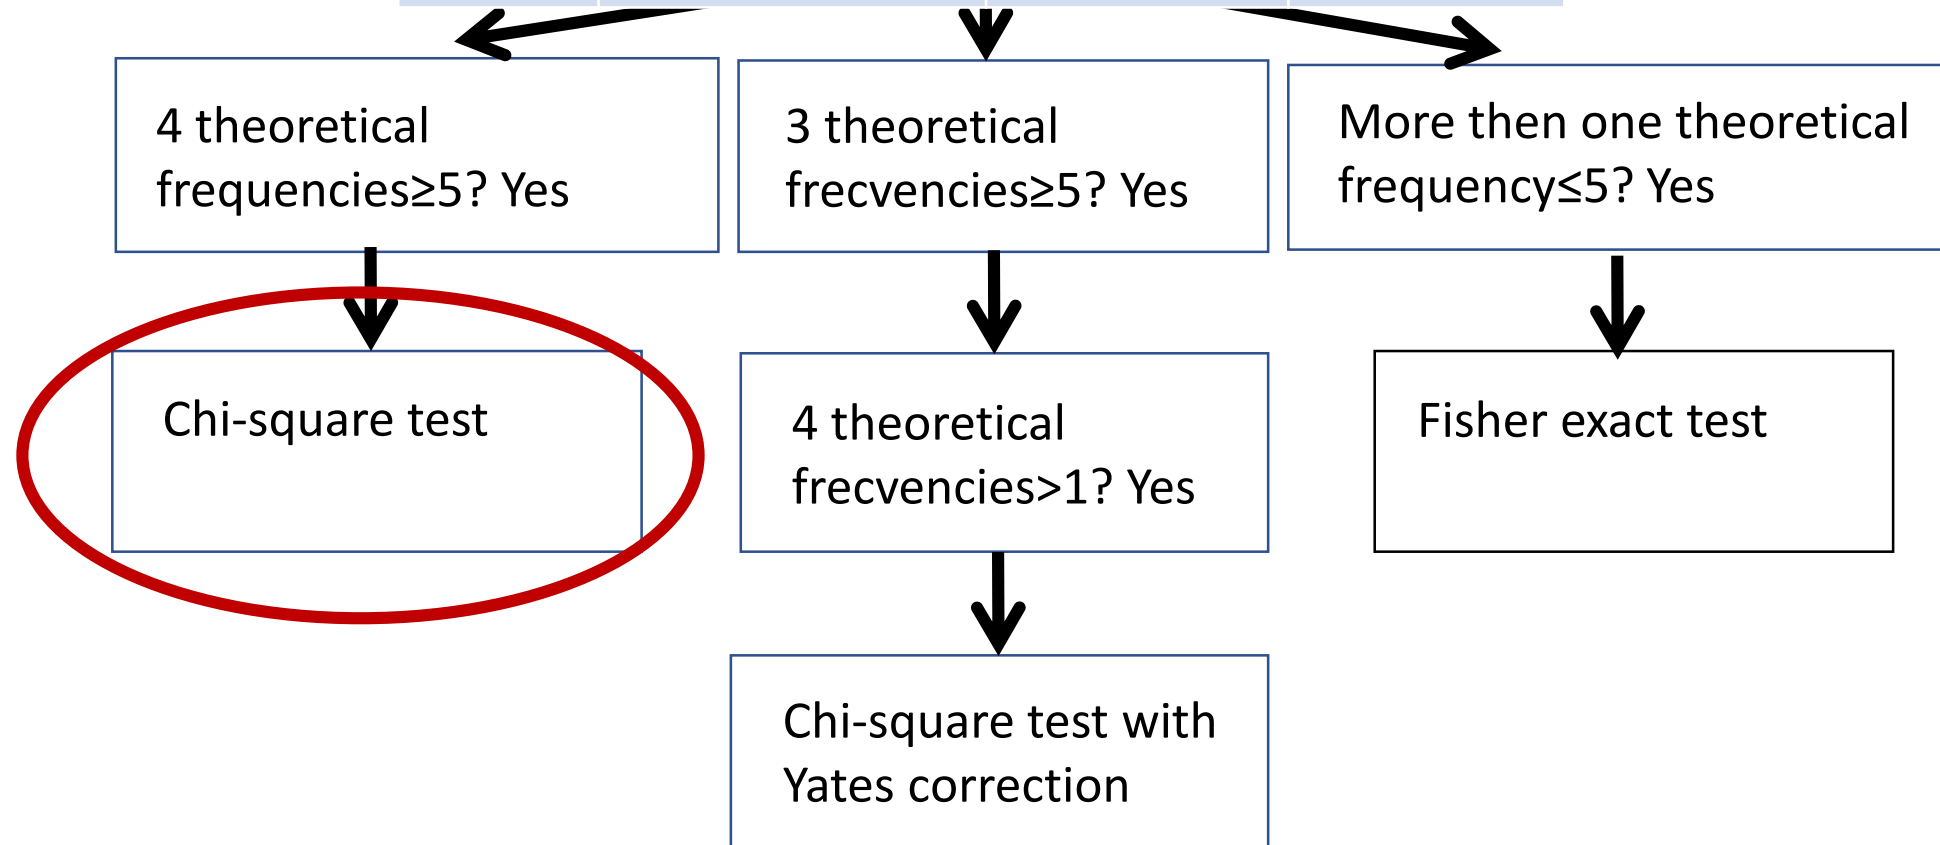 4 theoretical
frequencies≥5? Yes
3 theoretical
frecvencies≥5? Yes
More then one theoretical
frequency≤5? Yes
Chi-square test
4 theoretical
frecvencies>1? Yes
Fisher exact test
Chi-square test with
Yates correction